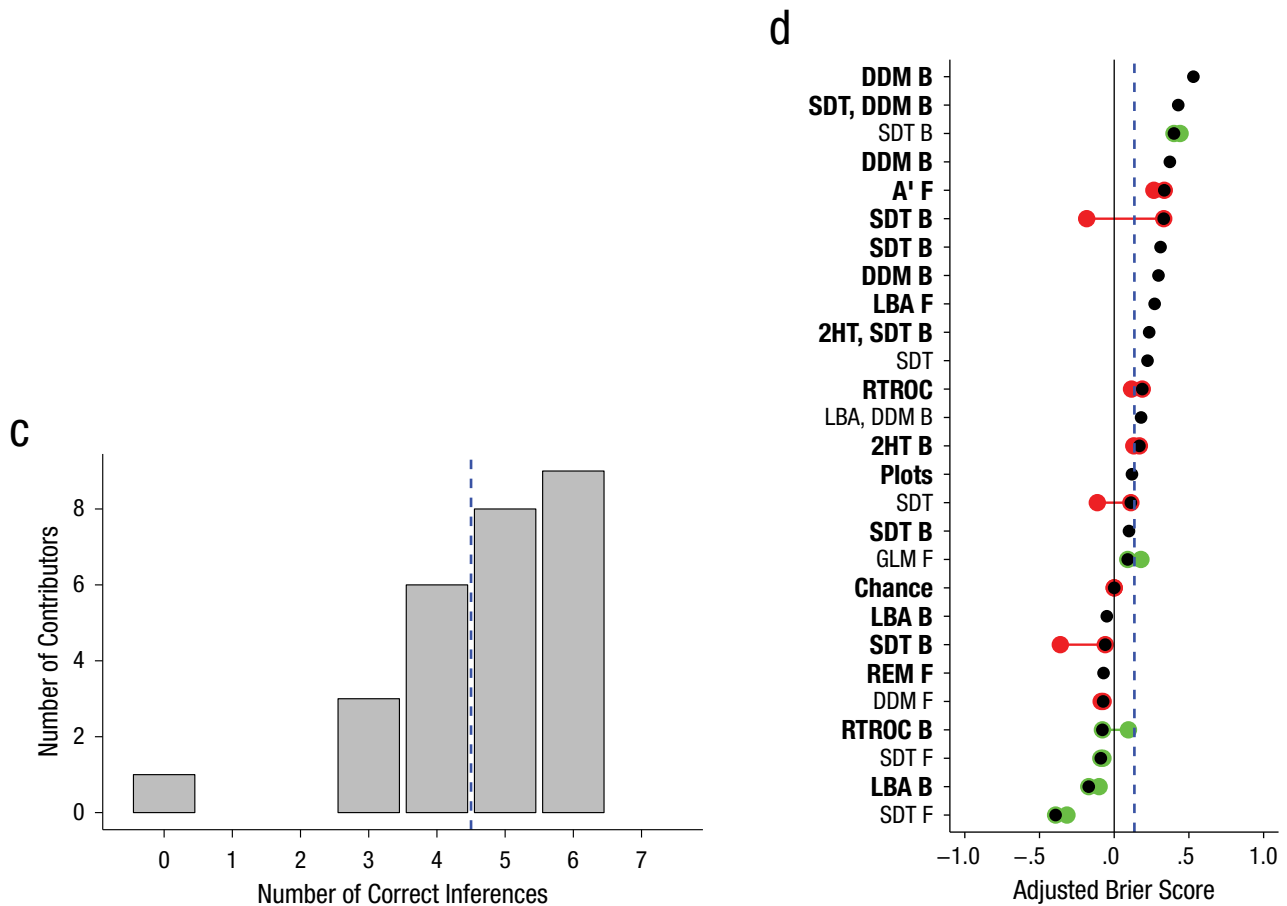 c
Number of Contributors
8
6
4
2
0
0 1 2 3 4 5 6 7
Number of Correct Inferences
d
DDM B
SDT, DDM B
SDT B
DDM B
A' F
SDT B
SDT B
DDM B
LBA F
2HT, SDT B
SDT
RTROC
LBA, DDM B
2HT B
Plots
SDT
SDT B
GLM F
Chance
LBA B
SDT B
REM F
DDM F
RTROC B
SDT F
LBA B
SDT F
−1.0 −.5 .0 .5 1.0
Adjusted Brier Score